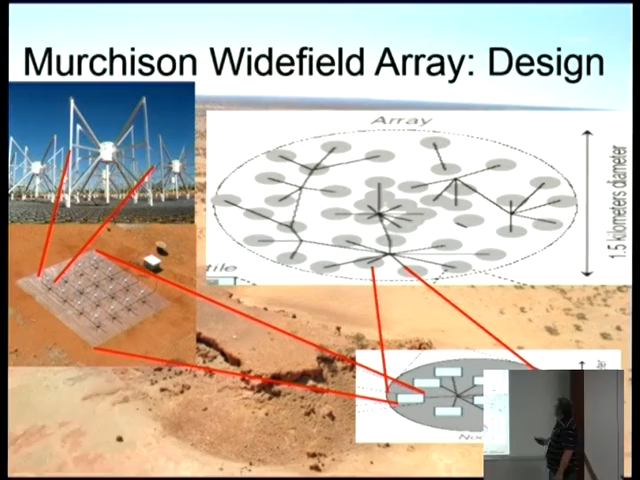 Murchison Widefield Array: Design
Array
1.5 kilometers diameter
tile